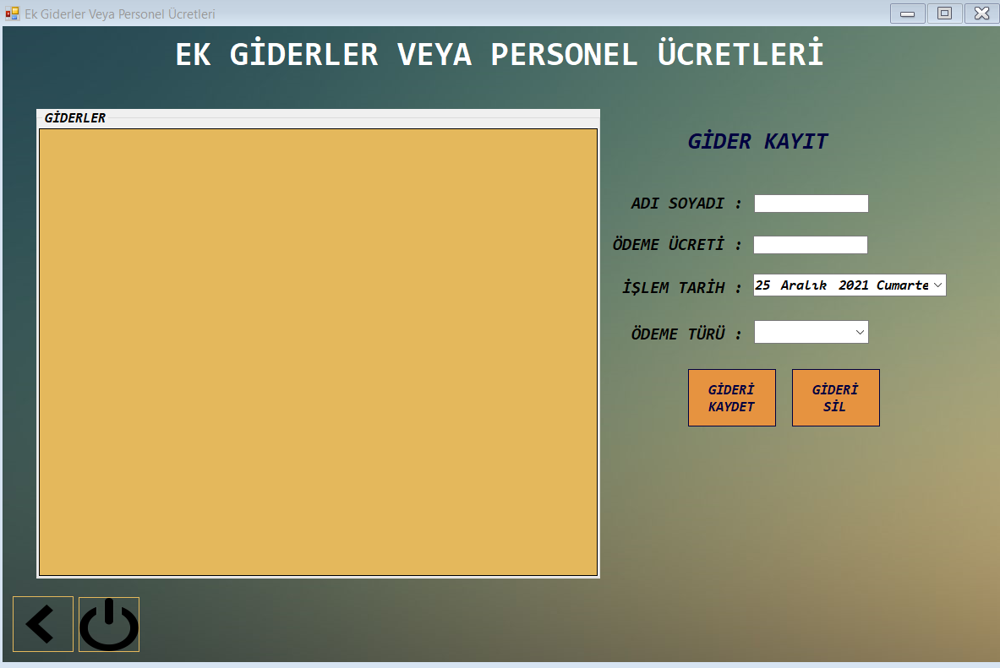 Ek Giderler Veya Personel Ücretleri
EK GİDERLER VEYA PERSONEL ÜCRETLERİ
GİDERLER
GİDER KAYIT
ADI SOYADI :
ÖDEME ÜCRETİ :
İŞLEM TARİH : 25 Aralık 2021 Cumarte
ÖDEME TÜRÜ :
GİDERİ
KAYDET
GİDERİ
SİL